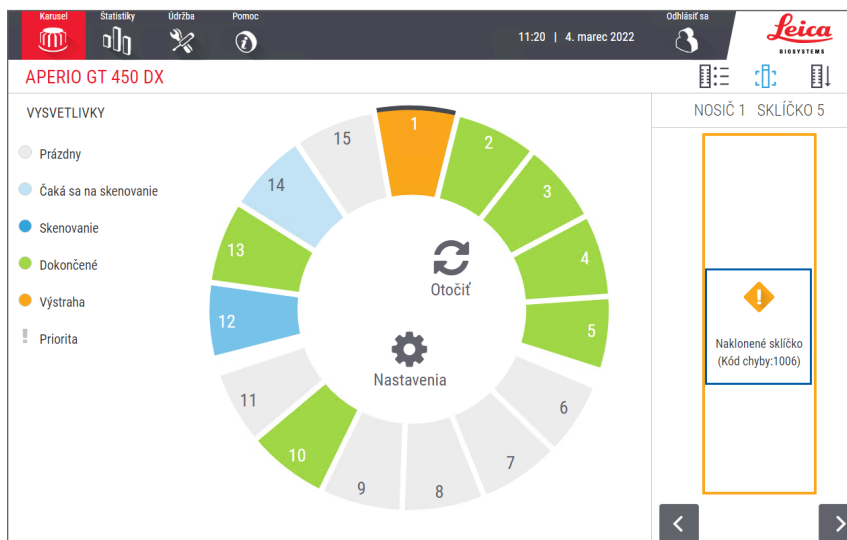 Karusel
Štatistiky
Údržba
Pomoc
11:20 | 4. marec 2022
Odhlásiť sa
Leica
BIOSYSTEMS
APERIO GT 450 DX
NOSIČ 1 SKLÍČKO 5
VYSVETLIVKY
Prázdny
Čaká sa na skenovanie
Skenovanie
Dokončené
Výstraha
! Priorita
1
2
3
4
5
6
7
8
9
10
11
12
13
14
15
Otočiť
Nastavenia
!
Naklonené sklíčko
(Kód chyby:1006)